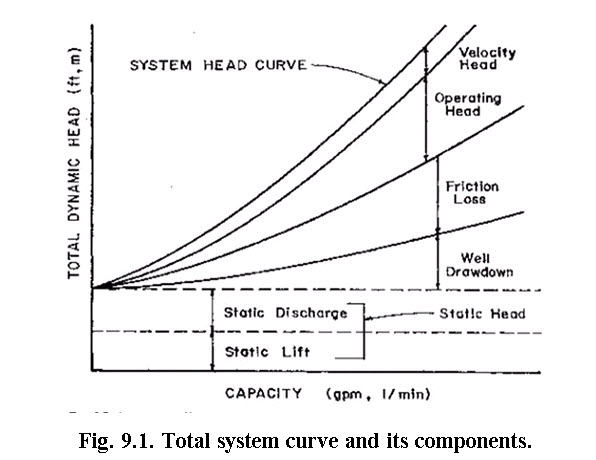 SYSTEM HEAD CURVE
Velocity
Head
Operating
Head
TOTAL DYNAMIC HEAD (ft,m)
Friction
Loss
Well
Drawdown
Static Discharge
Static Head
Static Lift
CAPACITY (gpm, l/min)
Fig. 9.1. Total system curve and its components.